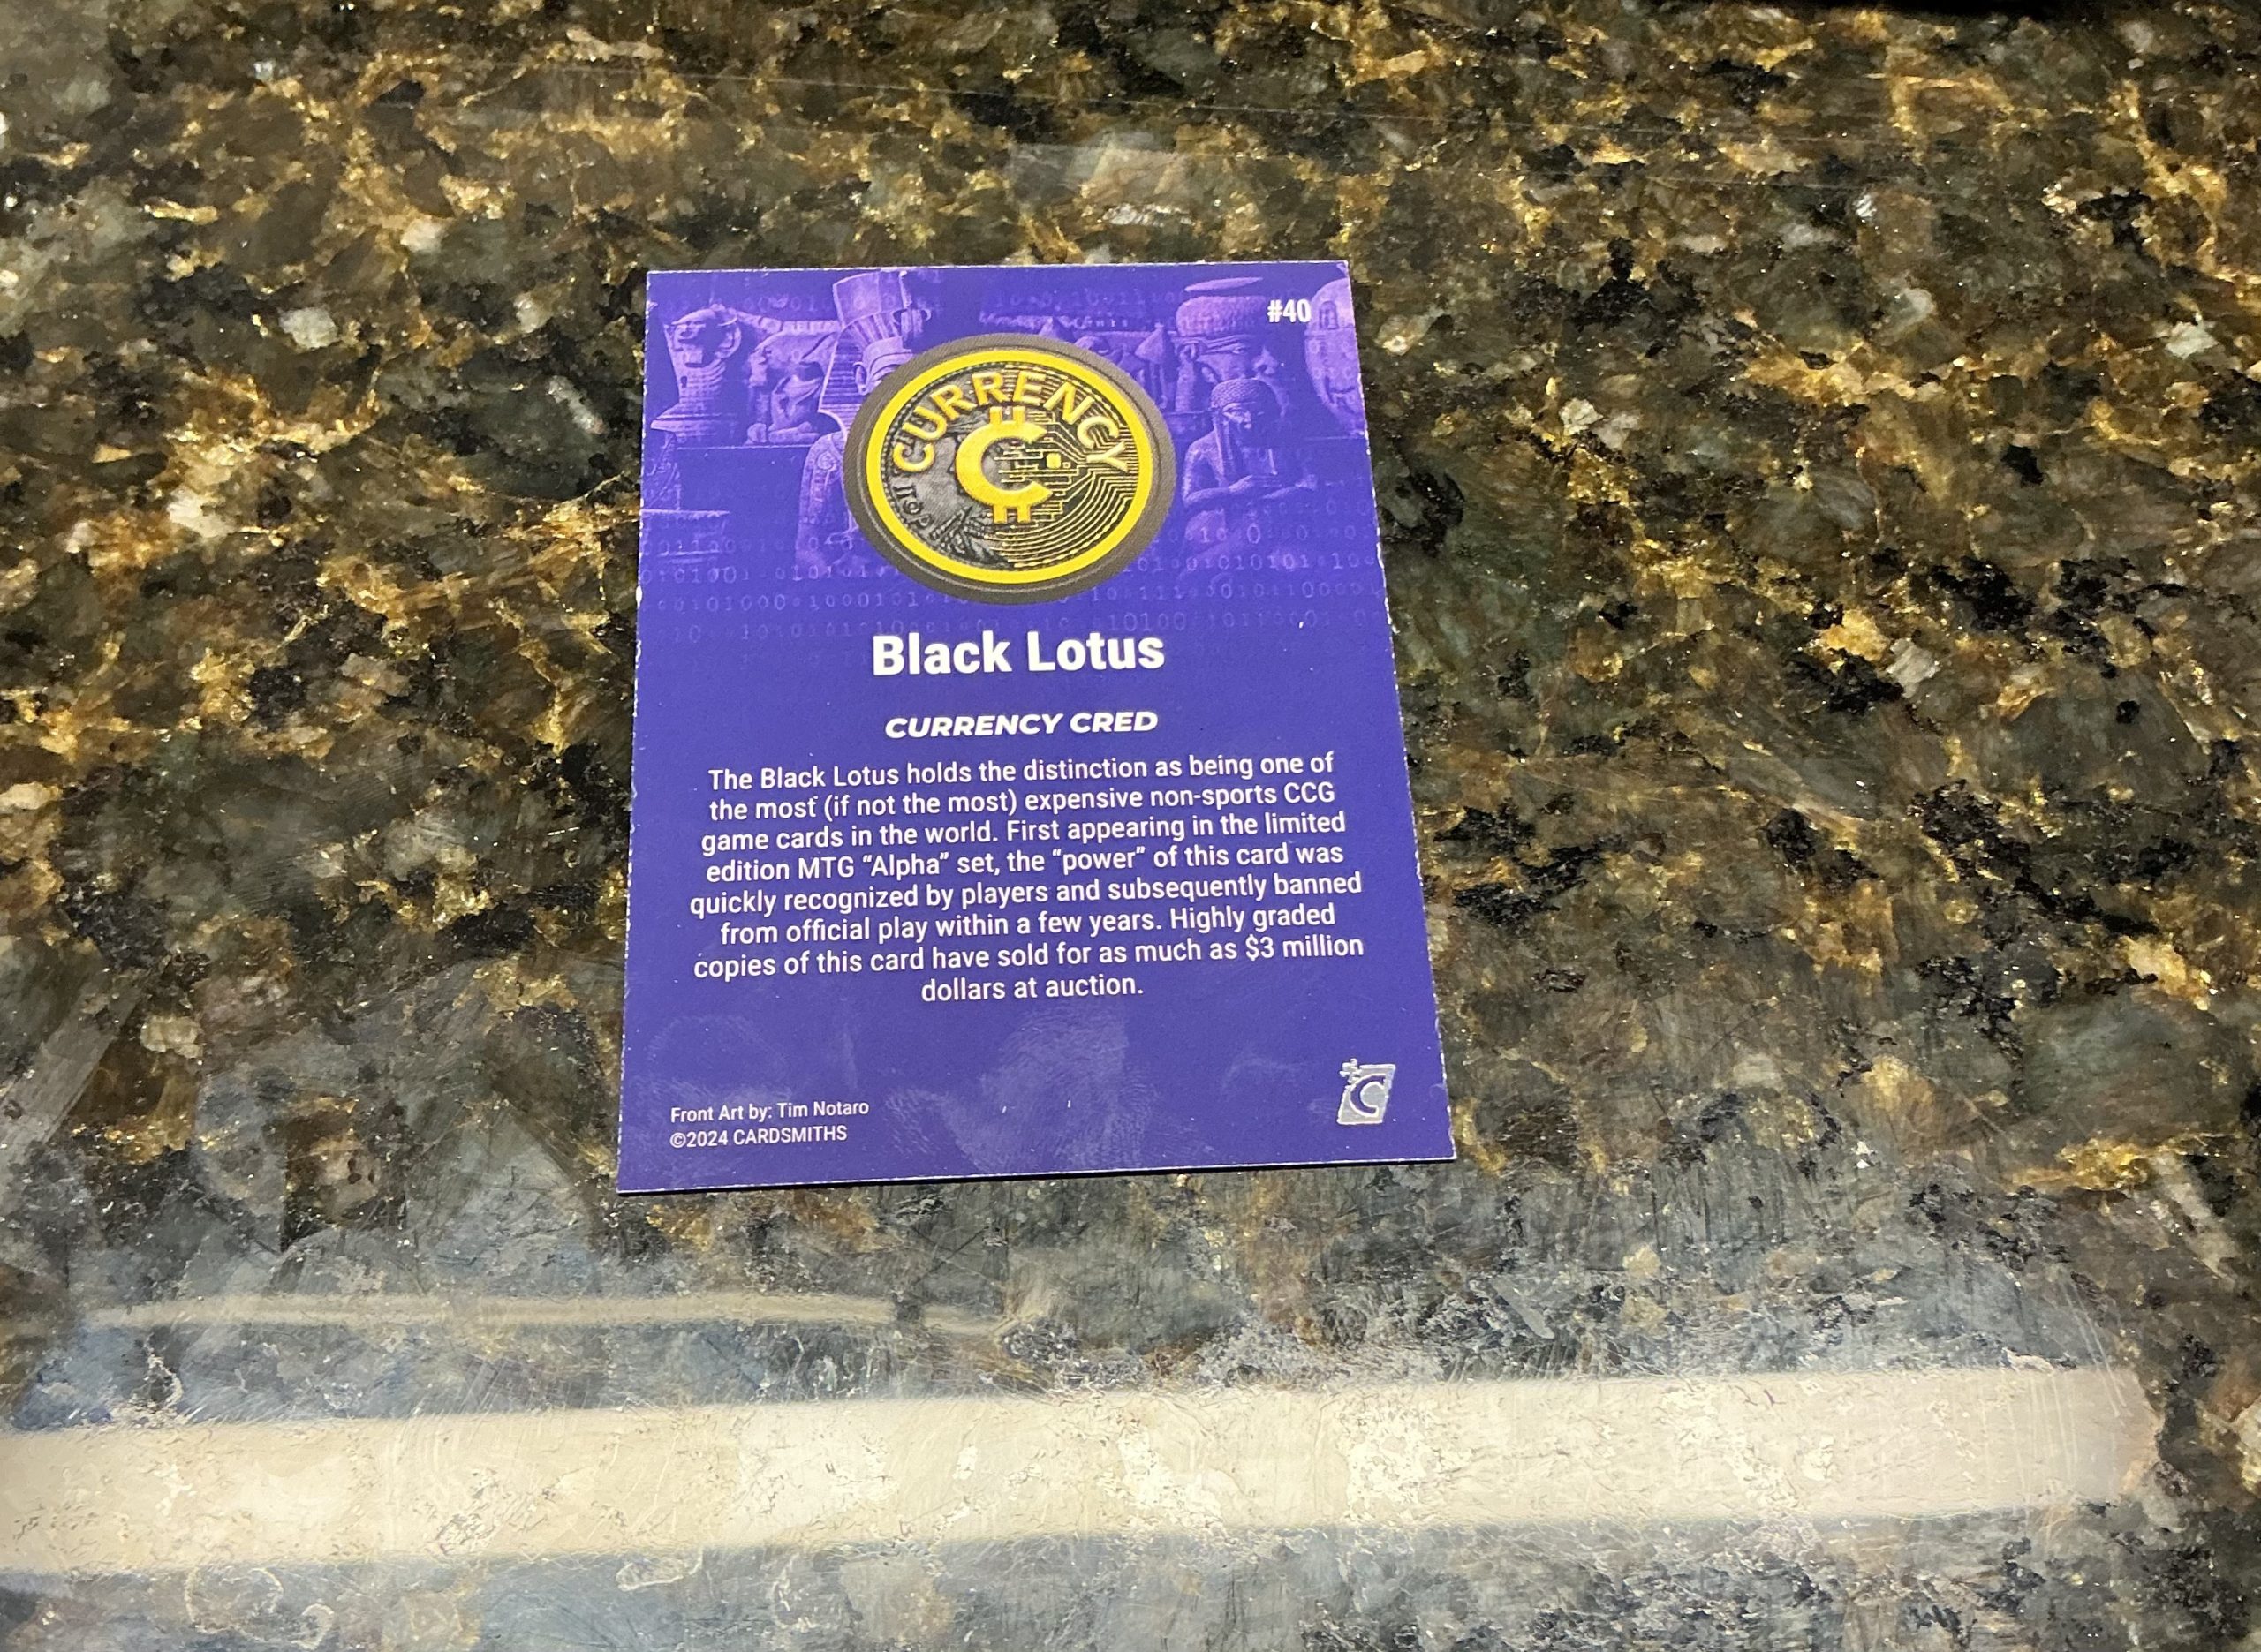 #40
CURRENCY
Black Lotus
CURRENCY CRED
The Black Lotus holds the distinction as being one of
the most (if not the most) expensive non-sports CCG
game cards in the world. First appearing in the limited
edition MTG “Alpha” set, the “power” of this card was
quickly recognized by players and subsequently banned
from official play within a few years. Highly graded
copies of this card have sold for as much as $3 million
dollars at auction.
Front Art by: Tim Notaro
©2024 CARDSMITHS